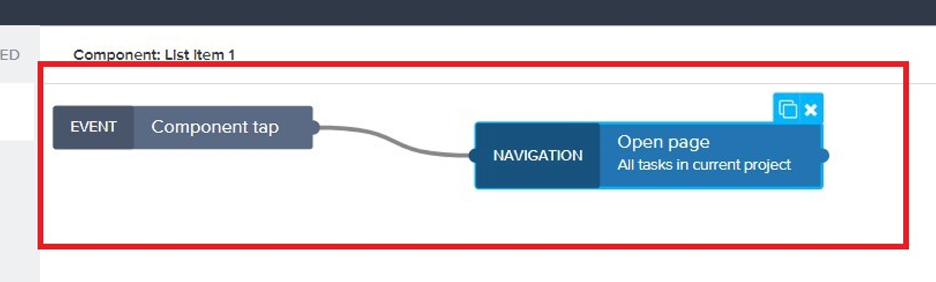 ED
Component: List Item 1
EVENT
Component tap
NAVIGATION
Open page
All tasks in current project